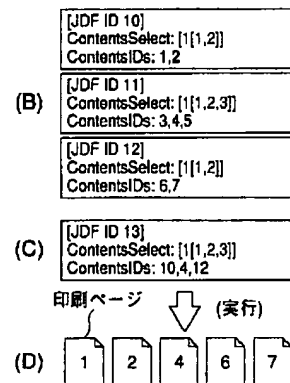 [JDF ID 10]
ContentsSelect: [1[1,2]]
ContentsIDs: 1,2
(B)
[JDF ID 11]
ContentsSelect: [1[1,2,3]]
ContentsIDs: 3,4,5
[JDF ID 12]
ContentsSelect: [1[1,2]]
ContentsIDs: 6,7
(C)
[JDF ID 13]
ContentsSelect: [1[1,2,3]]
ContentsIDs: 10,4,12
印刷ページ
(実行)
(D) 1 2 4 6 7